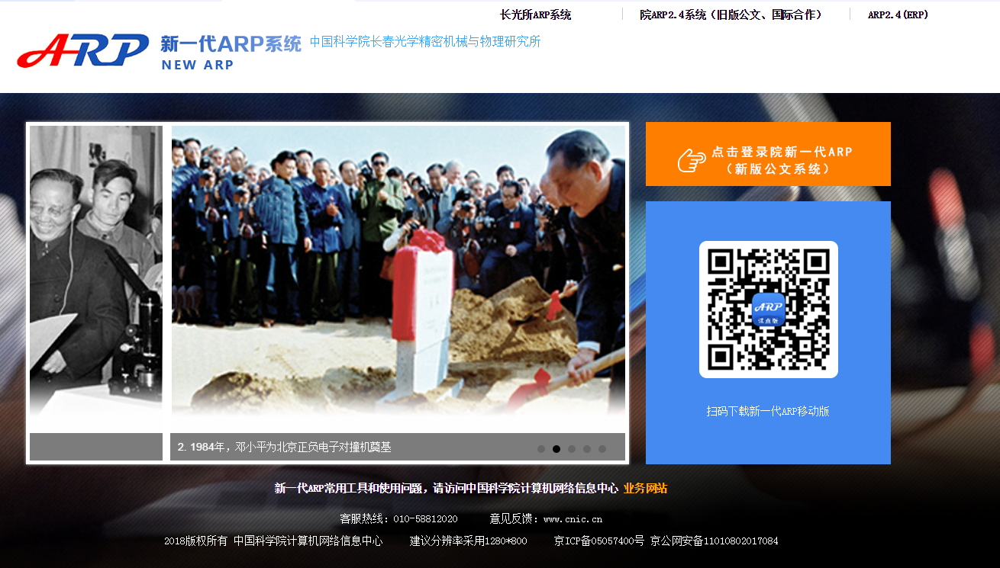 长光所ARP系统
院ARP2.4系统（旧版公文、国际合作）
ARP2.4(ERP)
ARP
新一代ARP系统
中国科学院长春光学精密机械与物理研究所
NEW ARP
点击登录院新一代ARP
（新版公文系统）
ARP
扫码下载新一代ARP移动版
2. 1984年，邓小平为北京正负电子对撞机奠基
新一代ARP常用工具和使用问题，请访问中国科学院计算机网络信息中心 业务网站
客服热线：010-58812020 意见反馈：www.cnic.cn
2018版权所有 中国科学院计算机网络信息中心 建议分辨率采用1280*800 京ICP备05057400号 京公网安备11010802017084